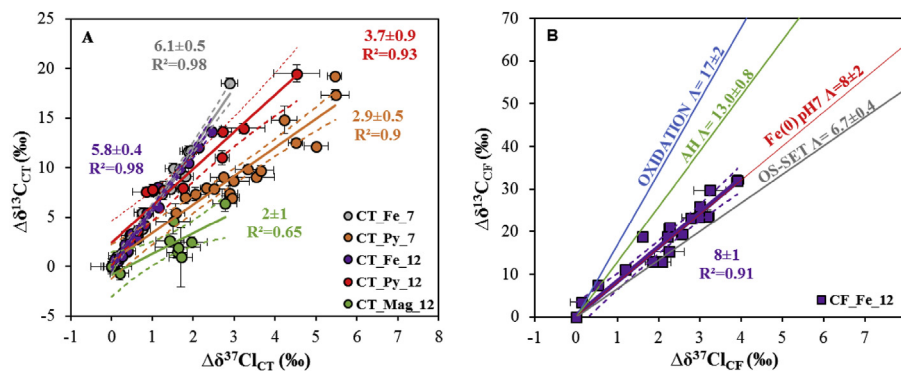 A
25
20
15
10
5
0
-5
-1
0
1
2
3
4
5
6
Δδ¹³C_CT (‰)
Δδ³⁷Cl_CT (‰)
6.1±0.5
R²=0.98
3.7±0.9
R²=0.93
2.9±0.5
R²=0.9
5.8±0.4
R²=0.98
2±1
R²=0.65
CT_Fe_7
CT_Py_7
CT_Fe_12
CT_Py_12
CT_Mag_12
B
70
60
50
40
30
20
10
0
-1
0
1
2
3
4
5
6
7
Δδ¹³C_CF (‰)
Δδ³⁷Cl_CF (‰)
OXIDATION Λ= 17±2
AH Λ= 13.0±0.8
Fe(0) pH7 Λ=8±2
OS-SET Λ= 6.7±0.4
8±1
R²=0.91
CF_Fe_12